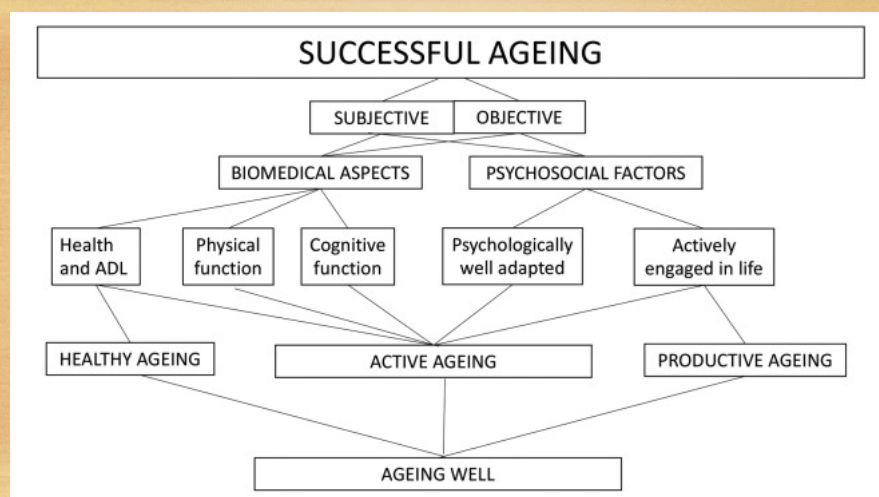 SUCCESSFUL AGEING
SUBJECTIVE
OBJECTIVE
BIOMEDICAL ASPECTS
PSYCHOSOCIAL FACTORS
Health
and ADL
Physical
function
Cognitive
function
Psychologically
well adapted
Actively
engaged in life
HEALTHY AGEING
ACTIVE AGEING
PRODUCTIVE AGEING
AGEING WELL